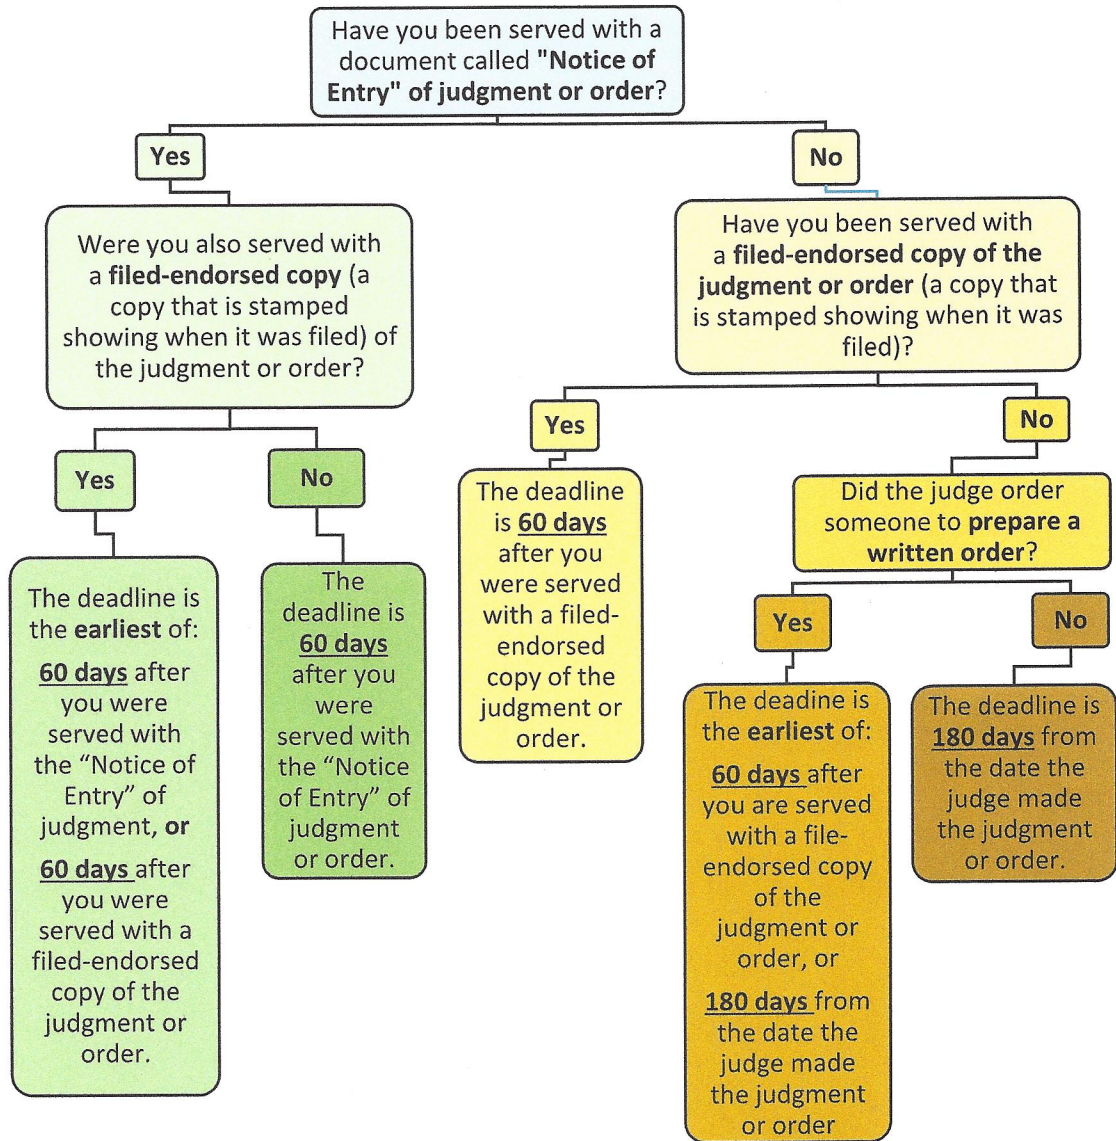 Have you been served with a
document called "Notice of
Entry" of judgment or order?
Yes
No
Were you also served with
a filed-endorsed copy (a
copy that is stamped
showing when it was filed) of
the judgment or order?
Have you been served with
a filed-endorsed copy of the
judgment or order (a copy that
is stamped showing when it was
filed)?
Yes
No
Yes
No
The deadline is
the earliest of:
60 days after
you were
served with
the “Notice of
Entry” of
judgment, or
60 days after
you were
served with a
filed-endorsed
copy of the
judgment or
order.
The
deadline is
60 days
after you
were
served with
the “Notice
of Entry” of
judgment
or order.
The deadline
is 60 days
after you
were served
with a filed-
endorsed
copy of the
judgment or
order.
Did the judge order
someone to prepare a
written order?
Yes
No
The deadine is
the earliest of:
60 days after
you are served
with a file-
endorsed copy
of the
judgment or
order, or
180 days from
the date the
judge made
the judgment
or order
The deadline is
180 days from
the date the
judge made
the judgment
or order.